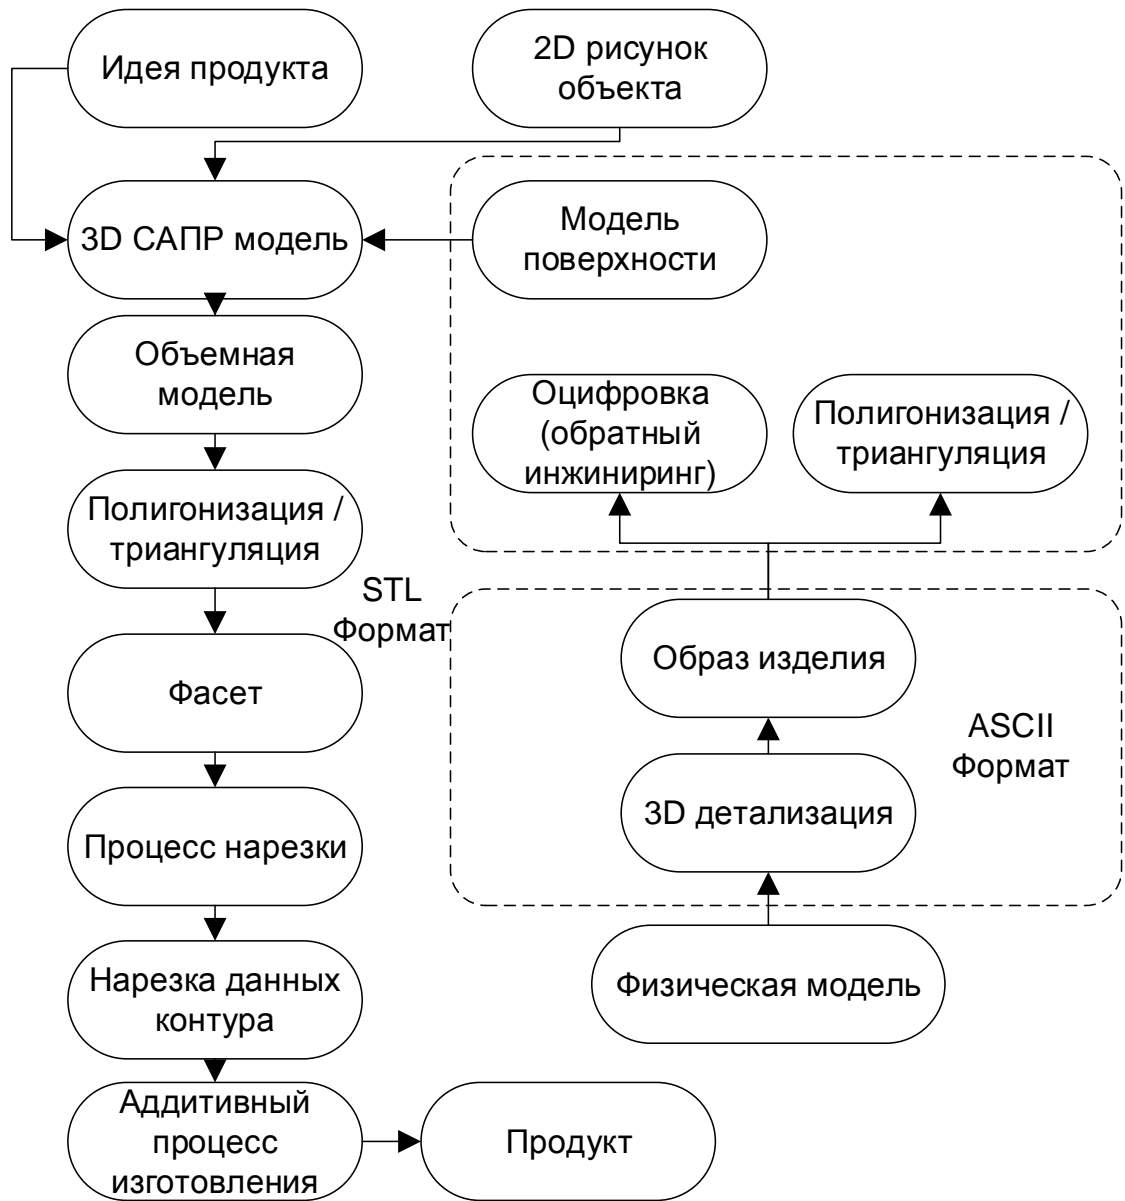 Идея продукта
2D рисунок
объекта
3D САПР модель
Модель
поверхности
Объемная
модель
Оцифровка
(обратный
инжиниринг)
Полигонизация /
триангуляция
Полигонизация /
триангуляция
STL
Формат
Образ изделия
Фасет
ASCII
Формат
3D детализация
Процесс нарезки
Физическая модель
Нарезка данных
контура
Аддитивный
процесс
изготовления
Продукт